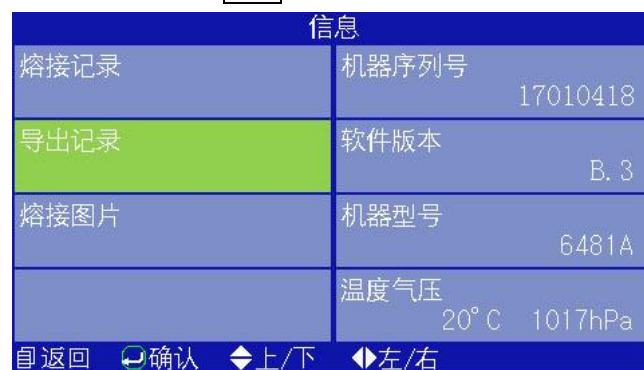 信息
熔接记录
机器序列号
17010418
导出记录
软件版本
B.3
熔接图片
机器型号
6481A
温度气压
20°C 1017hPa
返回 确认 上/下 左/右